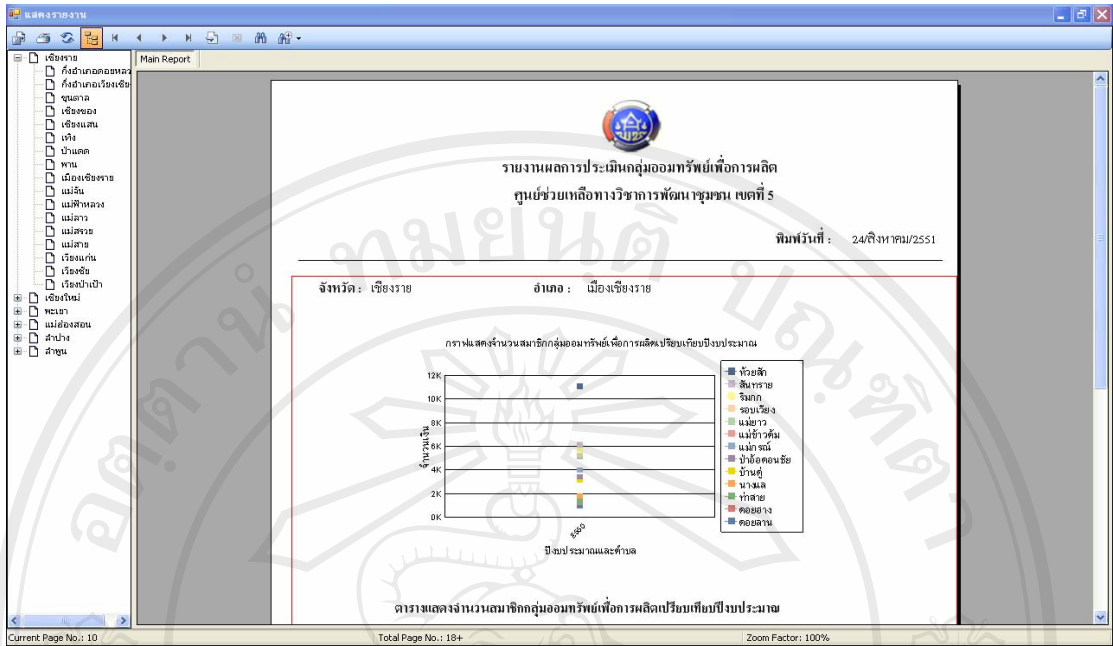 แสดงรายงาน
Main Report
เชียงราย
กิ่งอำเภอดอยหลว
กิ่งอำเภอเวียงเชีย
ขุนตาล
เชียงของ
เชียงแสน
เทิง
ป่าแดด
พาน
เมืองเชียงราย
แม่จัน
แม่ฟ้าหลวง
แม่ลาว
แม่สรวย
แม่สาย
เวียงแก่น
เวียงชัย
เวียงป่าเป้า
เชียงใหม่
พะเยา
แม่ฮ่องสอน
ลำปาง
ลำพูน
รายงานผลการประเมินกลุ่มออมทรัพย์เพื่อการผลิต
ศูนย์ช่วยเหลือทางวิชาการพัฒนาชุมชน เขตที่ 5
พิมพ์วันที่ : 24/สิงหาคม/2551
จังหวัด : เชียงราย อำเภอ : เมืองเชียงราย
กราฟแสดงจำนวนสมาชิกกลุ่มออมทรัพย์เพื่อการผลิตเปรียบเทียบปีงบประมาณ
12K
10K
8K
6K
4K
2K
0K
จำนวนเงิน
2550
ปีงบประมาณและตำบล
ห้วยสัก
สันทราย
ริมกก
รอบเวียง
แม่ยาว
แม่ข้าวต้ม
แม่กรณ์
ป่าอ้อดอนชัย
บ้านดู่
นางแล
ท่าสาย
ดอยฮาง
ดอยลาน
ตารางแสดงจำนวนสมาชิกกลุ่มออมทรัพย์เพื่อการผลิตเปรียบเทียบปีงบประมาณ
Current Page No.: 10 Total Page No.: 18+ Zoom Factor: 100%